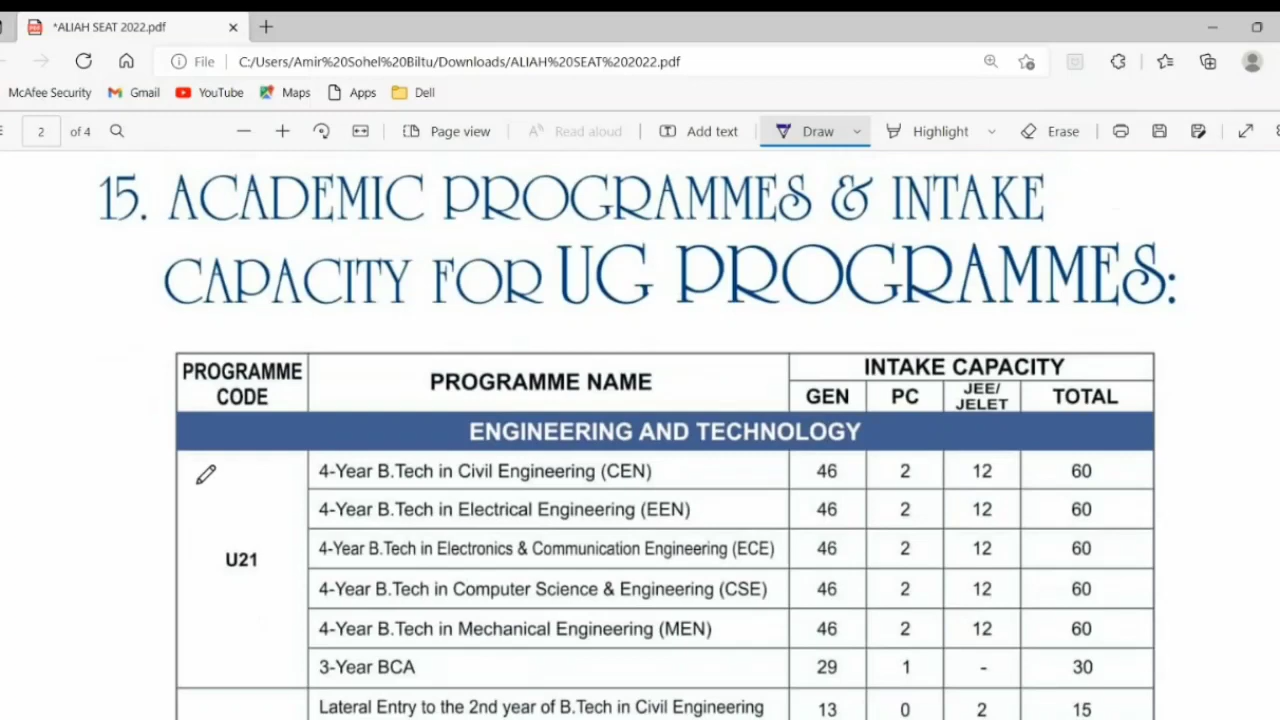 *ALIAH SEAT 2022.pdf
File C:/Users/Amir%20Sohel%20Biltu/Downloads/ALIAH%20SEAT%202022.pdf
McAfee Security Gmail YouTube Maps Apps Dell
2 of 4 Page view Read aloud Add text Draw Highlight Erase
15. ACADEMIC PROGRAMMES & INTAKE
CAPACITY FOR UG PROGRAMMES:
PROGRAMME CODE PROGRAMME NAME INTAKE CAPACITY
GEN PC JEE/ JELET TOTAL
ENGINEERING AND TECHNOLOGY
4-Year B.Tech in Civil Engineering (CEN) 46 2 12 60
4-Year B.Tech in Electrical Engineering (EEN) 46 2 12 60
U21 4-Year B.Tech in Electronics & Communication Engineering (ECE) 46 2 12 60
4-Year B.Tech in Computer Science & Engineering (CSE) 46 2 12 60
4-Year B.Tech in Mechanical Engineering (MEN) 46 2 12 60
3-Year BCA 29 1 - 30
Lateral Entry to the 2nd year of B.Tech in Civil Engineering 13 0 2 15